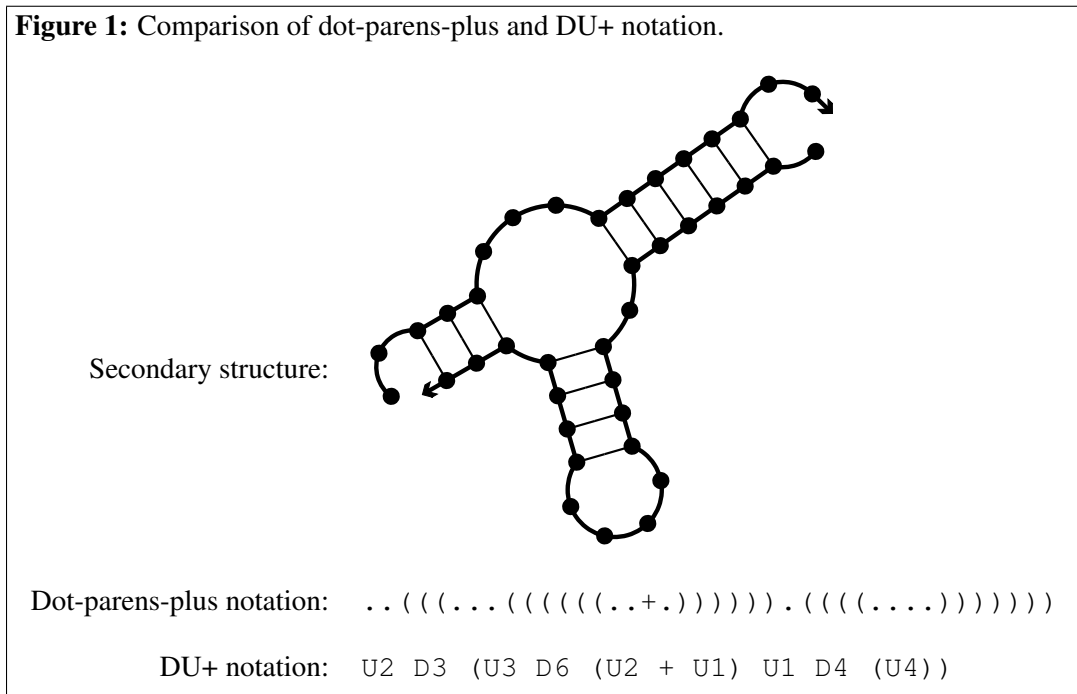 Figure 1: Comparison of dot-parens-plus and DU+ notation.
Secondary structure:
Dot-parens-plus notation: ..(((...((((((..+.)))))).((((....)))))))
DU+ notation: U2 D3 (U3 D6 (U2 + U1) U1 D4 (U4))